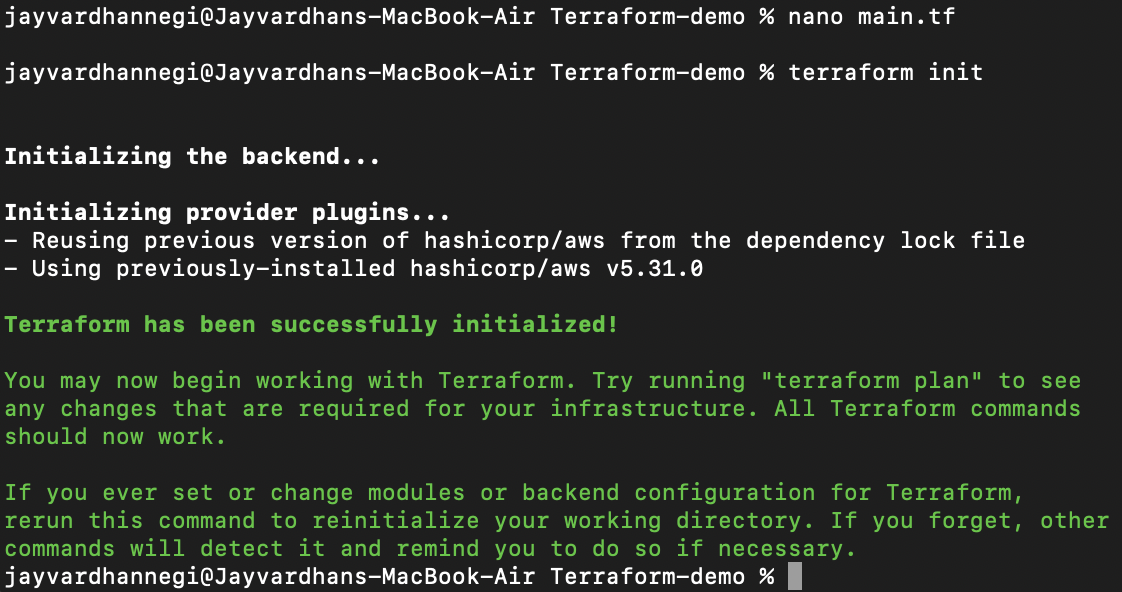 jayvardhannegi@Jayvardhans-MacBook-Air Terraform-demo % nano main.tf
jayvardhannegi@Jayvardhans-MacBook-Air Terraform-demo % terraform init
Initializing the backend...
Initializing provider plugins...
- Reusing previous version of hashicorp/aws from the dependency lock file
- Using previously-installed hashicorp/aws v5.31.0
Terraform has been successfully initialized!
You may now begin working with Terraform. Try running "terraform plan" to see
any changes that are required for your infrastructure. All Terraform commands
should now work.
If you ever set or change modules or backend configuration for Terraform,
rerun this command to reinitialize your working directory. If you forget, other
commands will detect it and remind you to do so if necessary.
jayvardhannegi@Jayvardhans-MacBook-Air Terraform-demo %